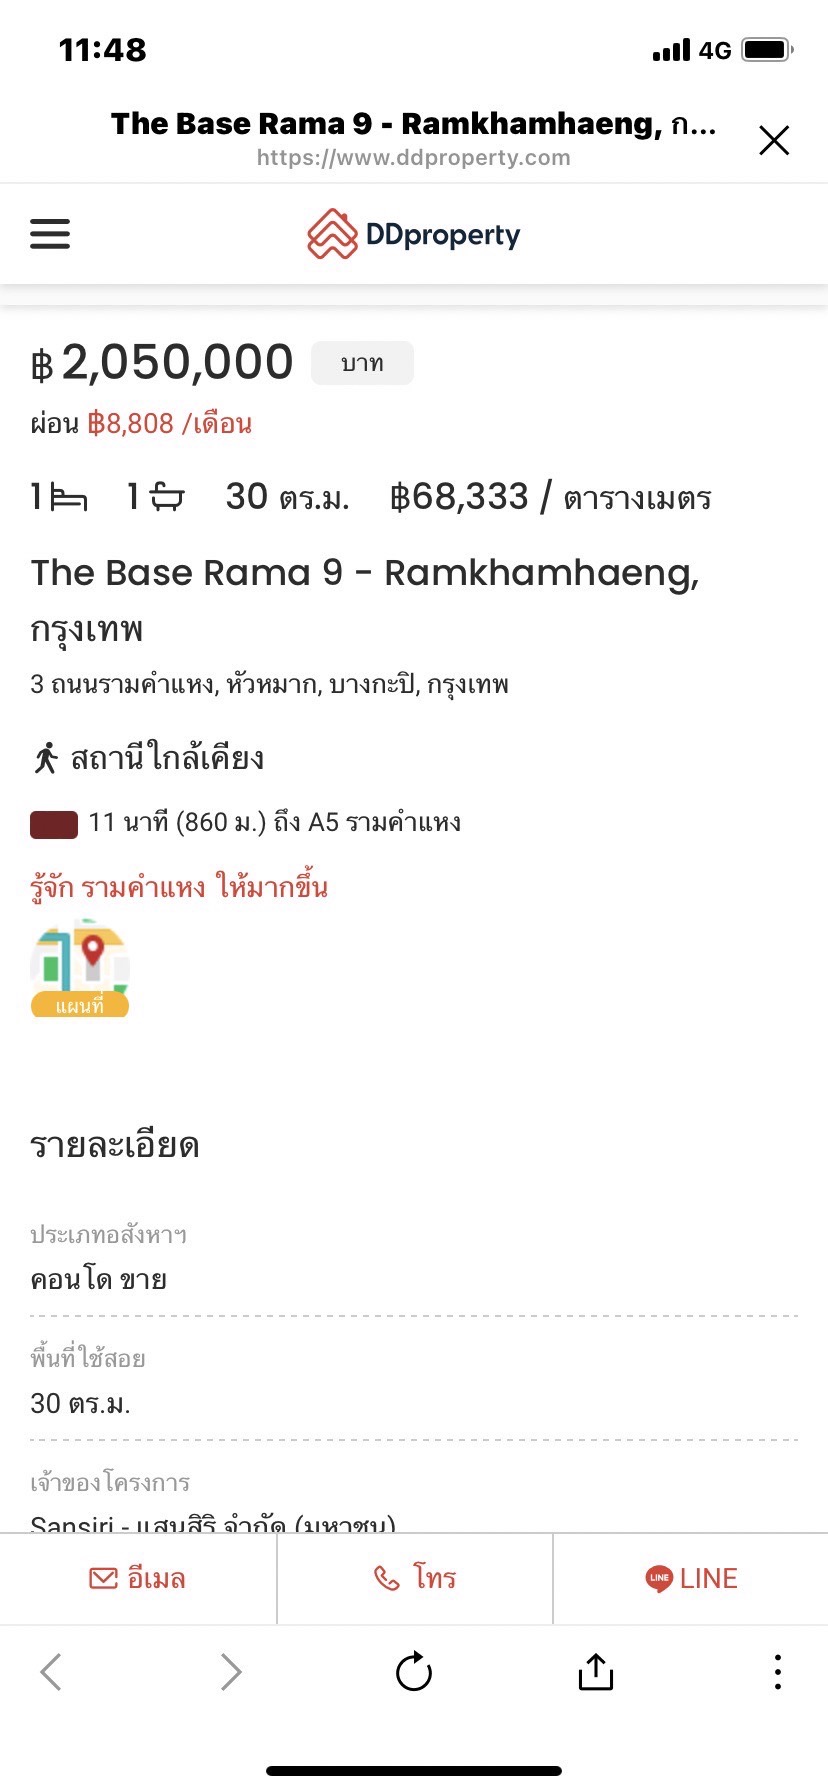 11:48
4G
The Base Rama 9 - Ramkhamhaeng, ก...
https://www.ddproperty.com
DDproperty
฿ 2,050,000 บาท
ผ่อน ฿8,808 /เดือน
1 1 30 ตร.ม. ฿68,333 / ตารางเมตร
The Base Rama 9 - Ramkhamhaeng,
กรุงเทพ
3 ถนนรามคำแหง, หัวหมาก, บางกะปิ, กรุงเทพ
สถานีใกล้เคียง
11 นาที (860 ม.) ถึง A5 รามคำแหง
รู้จัก รามคำแหง ให้มากขึ้น
แผนที่
รายละเอียด
ประเภทอสังหาฯ
คอนโด ขาย
พื้นที่ใช้สอย
30 ตร.ม.
เจ้าของโครงการ
Sansiri - แสนสิริ จำกัด (มหาชน)
อีเมล
โทร
LINE LINE